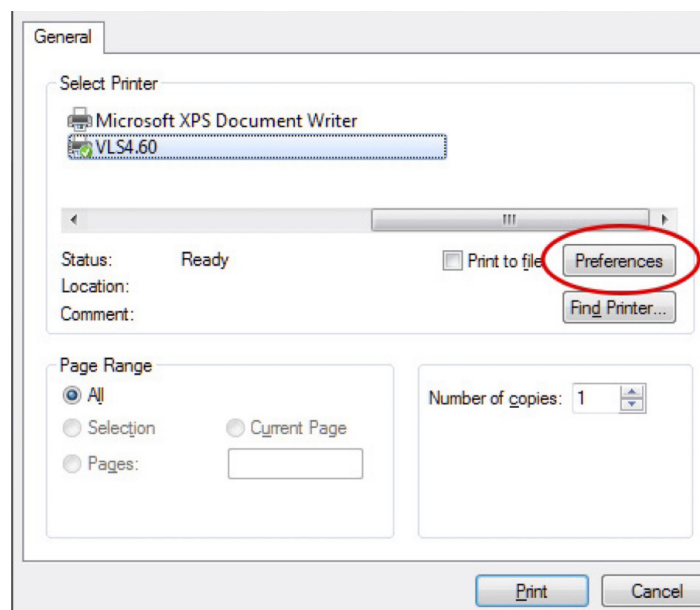 General
Select Printer
Microsoft XPS Document Writer
VLS4.60
Status: Ready
Print to file
Preferences
Location:
Comment:
Find Printer...
Page Range
All
Selection
Current Page
Pages:
Number of copies: 1
Print
Cancel